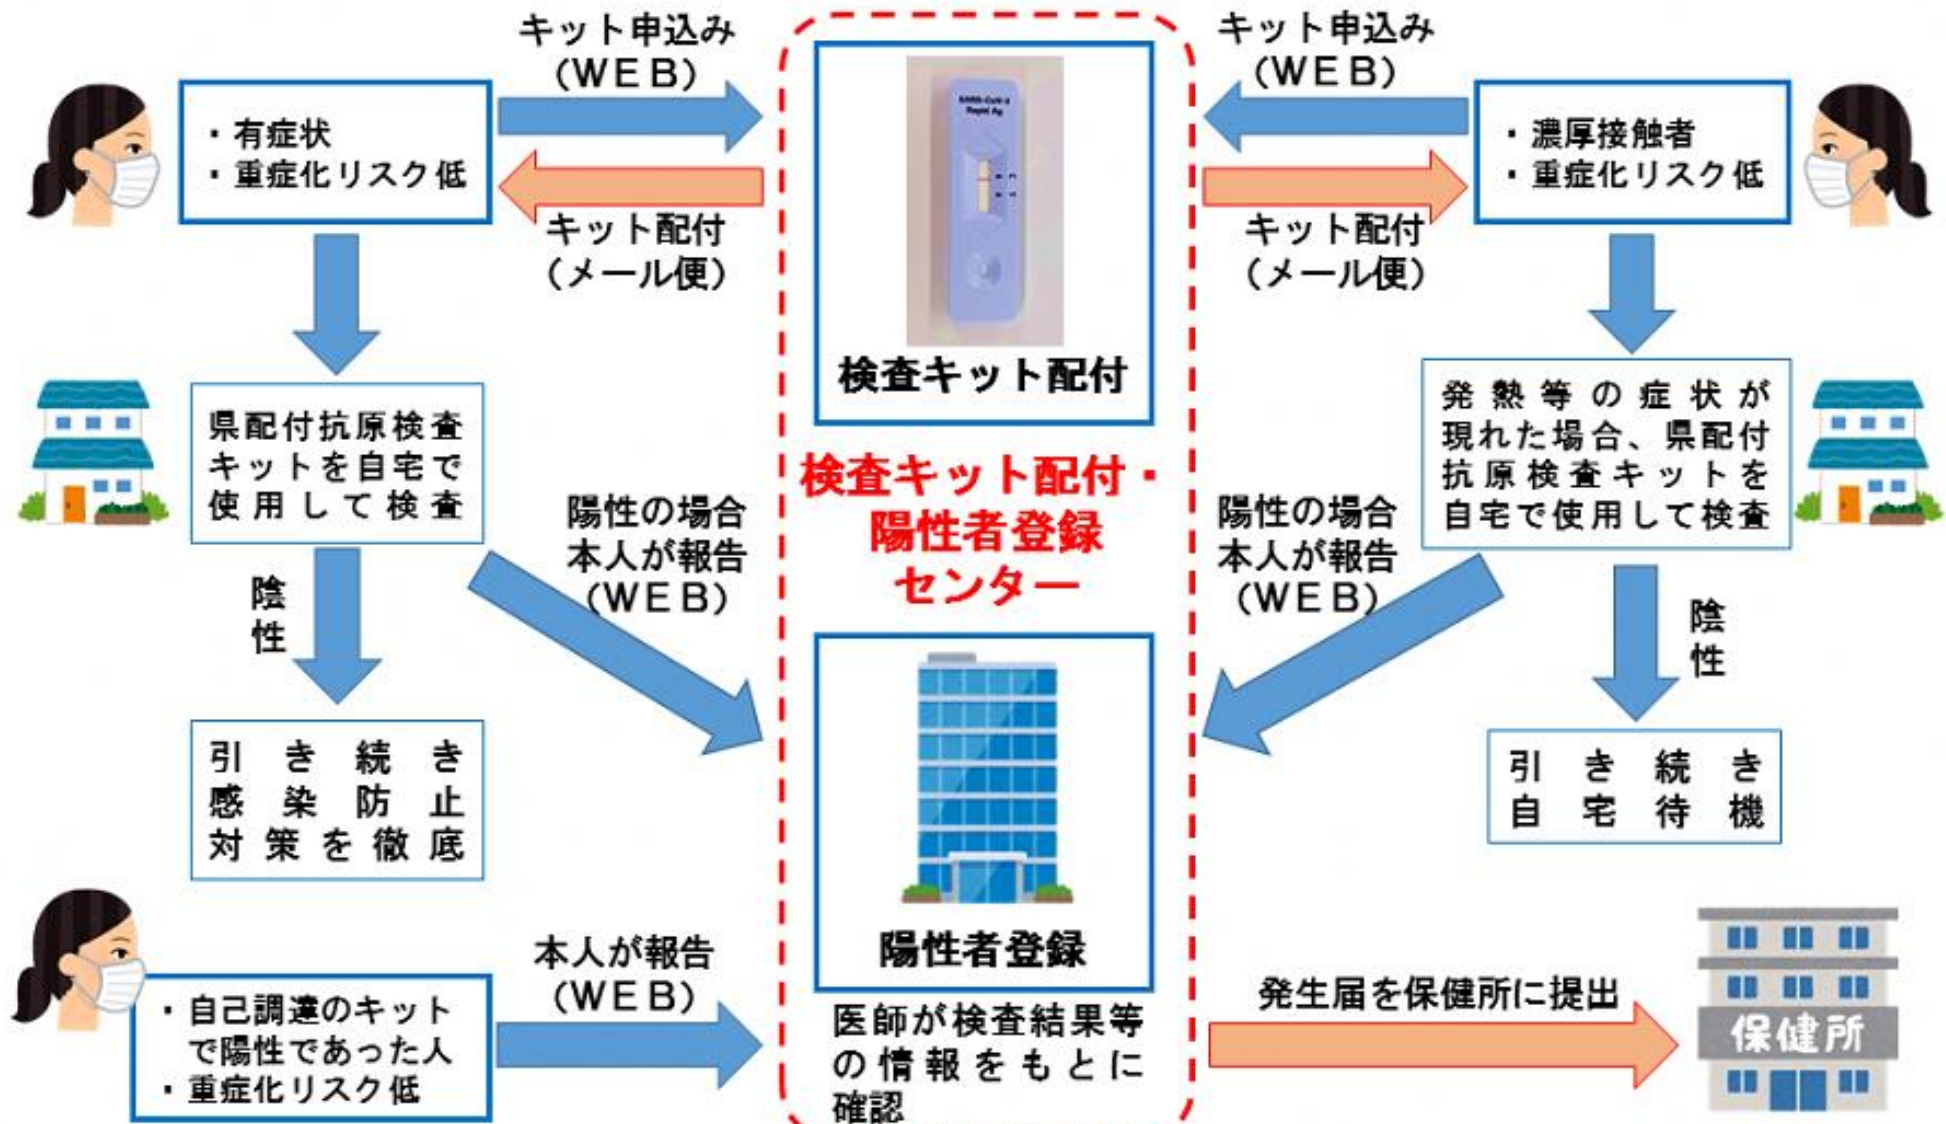 キット申込み
(WEB)
キット申込み
(WEB)
・有症状
・重症化リスク低
SARS-CoV-2
Rapid Ag
・濃厚接触者
・重症化リスク低
キット配付
(メール便)
キット配付
(メール便)
検査キット配付
県配付抗原検査
キットを自宅で
使用して検査
発熱等の症状が
現れた場合、県配付
抗原検査キットを
自宅で使用して検査
検査キット配付・
陽性者登録
センター
陽性の場合
本人が報告
(WEB)
陽性の場合
本人が報告
(WEB)
陰性
陰性
引き続き
感染防止
対策を徹底
引き続き
自宅待機
陽性者登録
医師が検査結果等
の情報をもとに
確認
本人が報告
(WEB)
・自己調達のキット
で陽性であった人
・重症化リスク低
発生届を保健所に提出
保健所